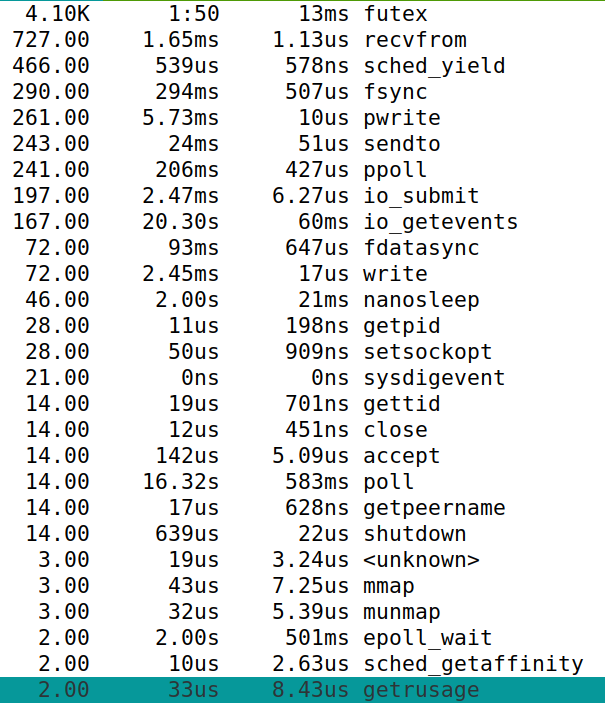 4.10K 1:50 13ms futex
727.00 1.65ms 1.13us recvfrom
466.00 539us 578ns sched_yield
290.00 294ms 507us fsync
261.00 5.73ms 10us pwrite
243.00 24ms 51us sendto
241.00 206ms 427us ppoll
197.00 2.47ms 6.27us io_submit
167.00 20.30s 60ms io_getevents
72.00 93ms 647us fdatasync
72.00 2.45ms 17us write
46.00 2.00s 21ms nanosleep
28.00 11us 198ns getpid
28.00 50us 909ns setsockopt
21.00 0ns 0ns sysdigevent
14.00 19us 701ns gettid
14.00 12us 451ns close
14.00 142us 5.09us accept
14.00 16.32s 583ms poll
14.00 17us 628ns getpeername
14.00 639us 22us shutdown
3.00 19us 3.24us <unknown>
3.00 43us 7.25us mmap
3.00 32us 5.39us munmap
2.00 2.00s 501ms epoll_wait
2.00 10us 2.63us sched_getaffinity
2.00 33us 8.43us getrusage